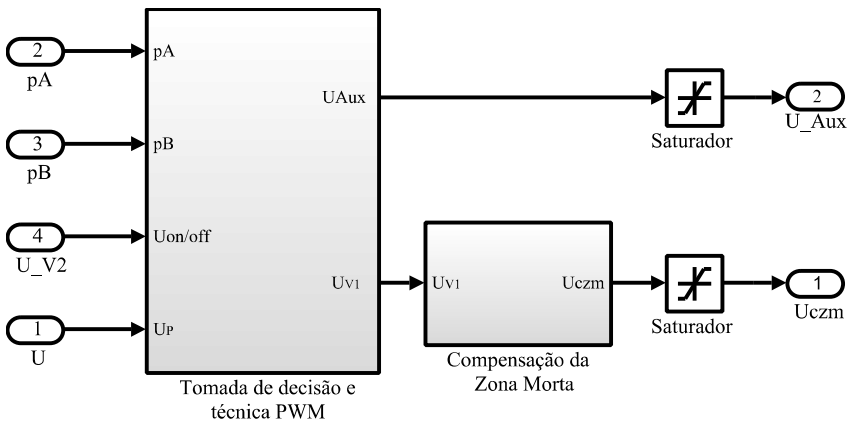 2
pA
pA
3
pB
pB
4
U_V2
Uon/off
1
U
UP
UAux
UV1
Tomada de decisão e
técnica PWM
UV1
Uczm
Compensação da
Zona Morta
Saturador
2
U_Aux
Saturador
1
Uczm